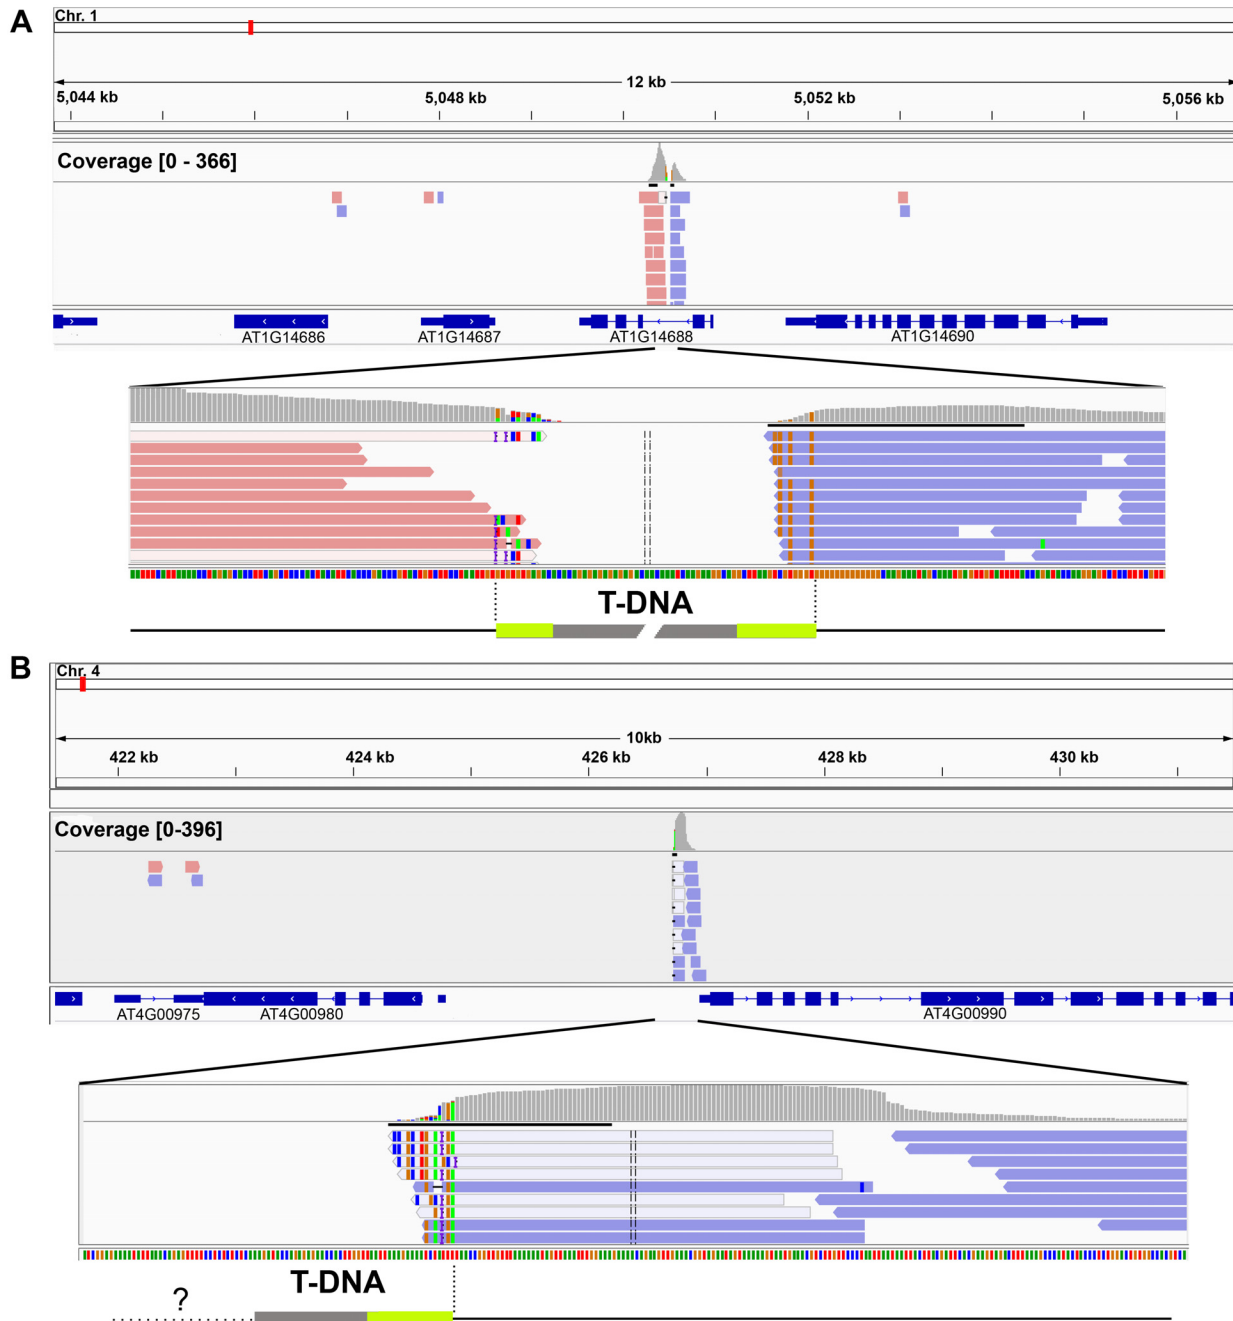 A
Chr. 1
12 kb
5,044 kb 5,048 kb 5,052 kb 5,056 kb
Coverage [0 - 366]
AT1G14686 AT1G14687 AT1G14688 AT1G14690
T-DNA
B
Chr. 4
10kb
422 kb 424 kb 426 kb 428 kb 430 kb
Coverage [0-396]
AT4G00975 AT4G00980 AT4G00990
T-DNA
?